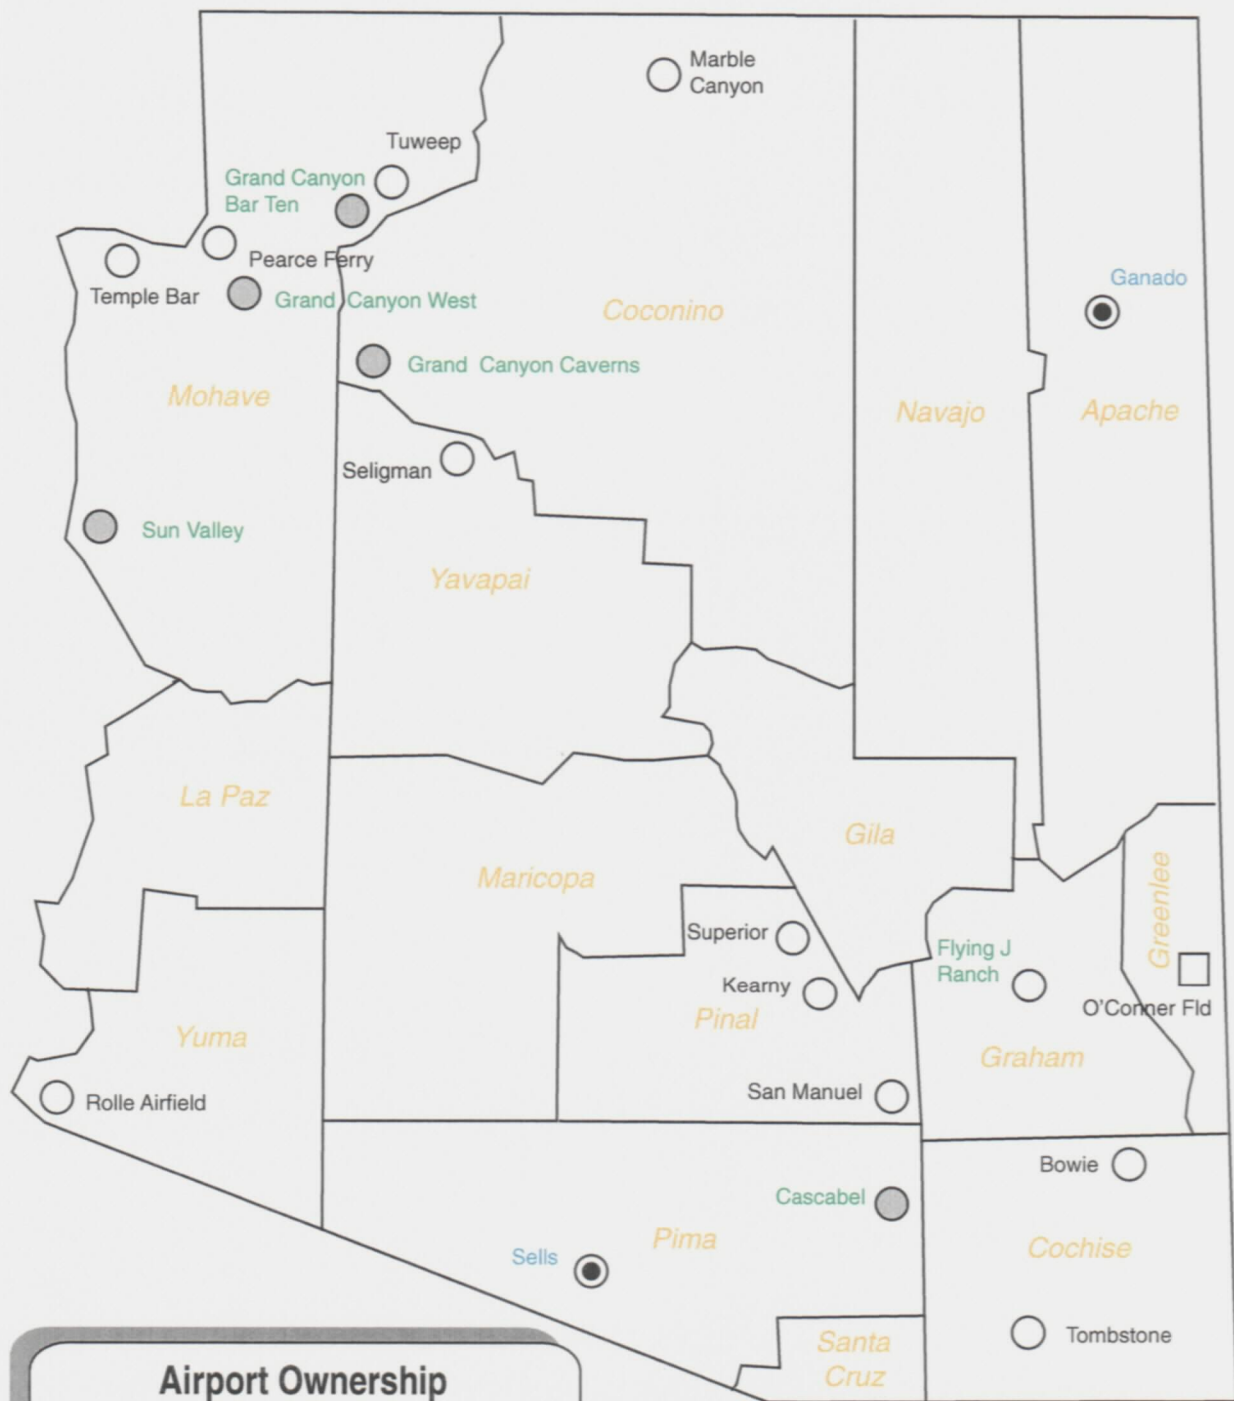 Marble
Canyon
Tuweep
Grand Canyon
Bar Ten
Pearce Ferry
Temple Bar
Grand Canyon West
Ganado
Coconino
Grand Canyon Caverns
Mohave
Navajo
Apache
Seligman
Sun Valley
Yavapai
La Paz
Gila
Maricopa
Greenlee
Superior
Flying J
Ranch
Kearny
Pinal
O'Conner Fld
Yuma
Graham
Rolle Airfield
San Manuel
Bowie
Cascabel
Pima
Cochise
Sells
Tombstone
Santa
Cruz
Airport Ownership